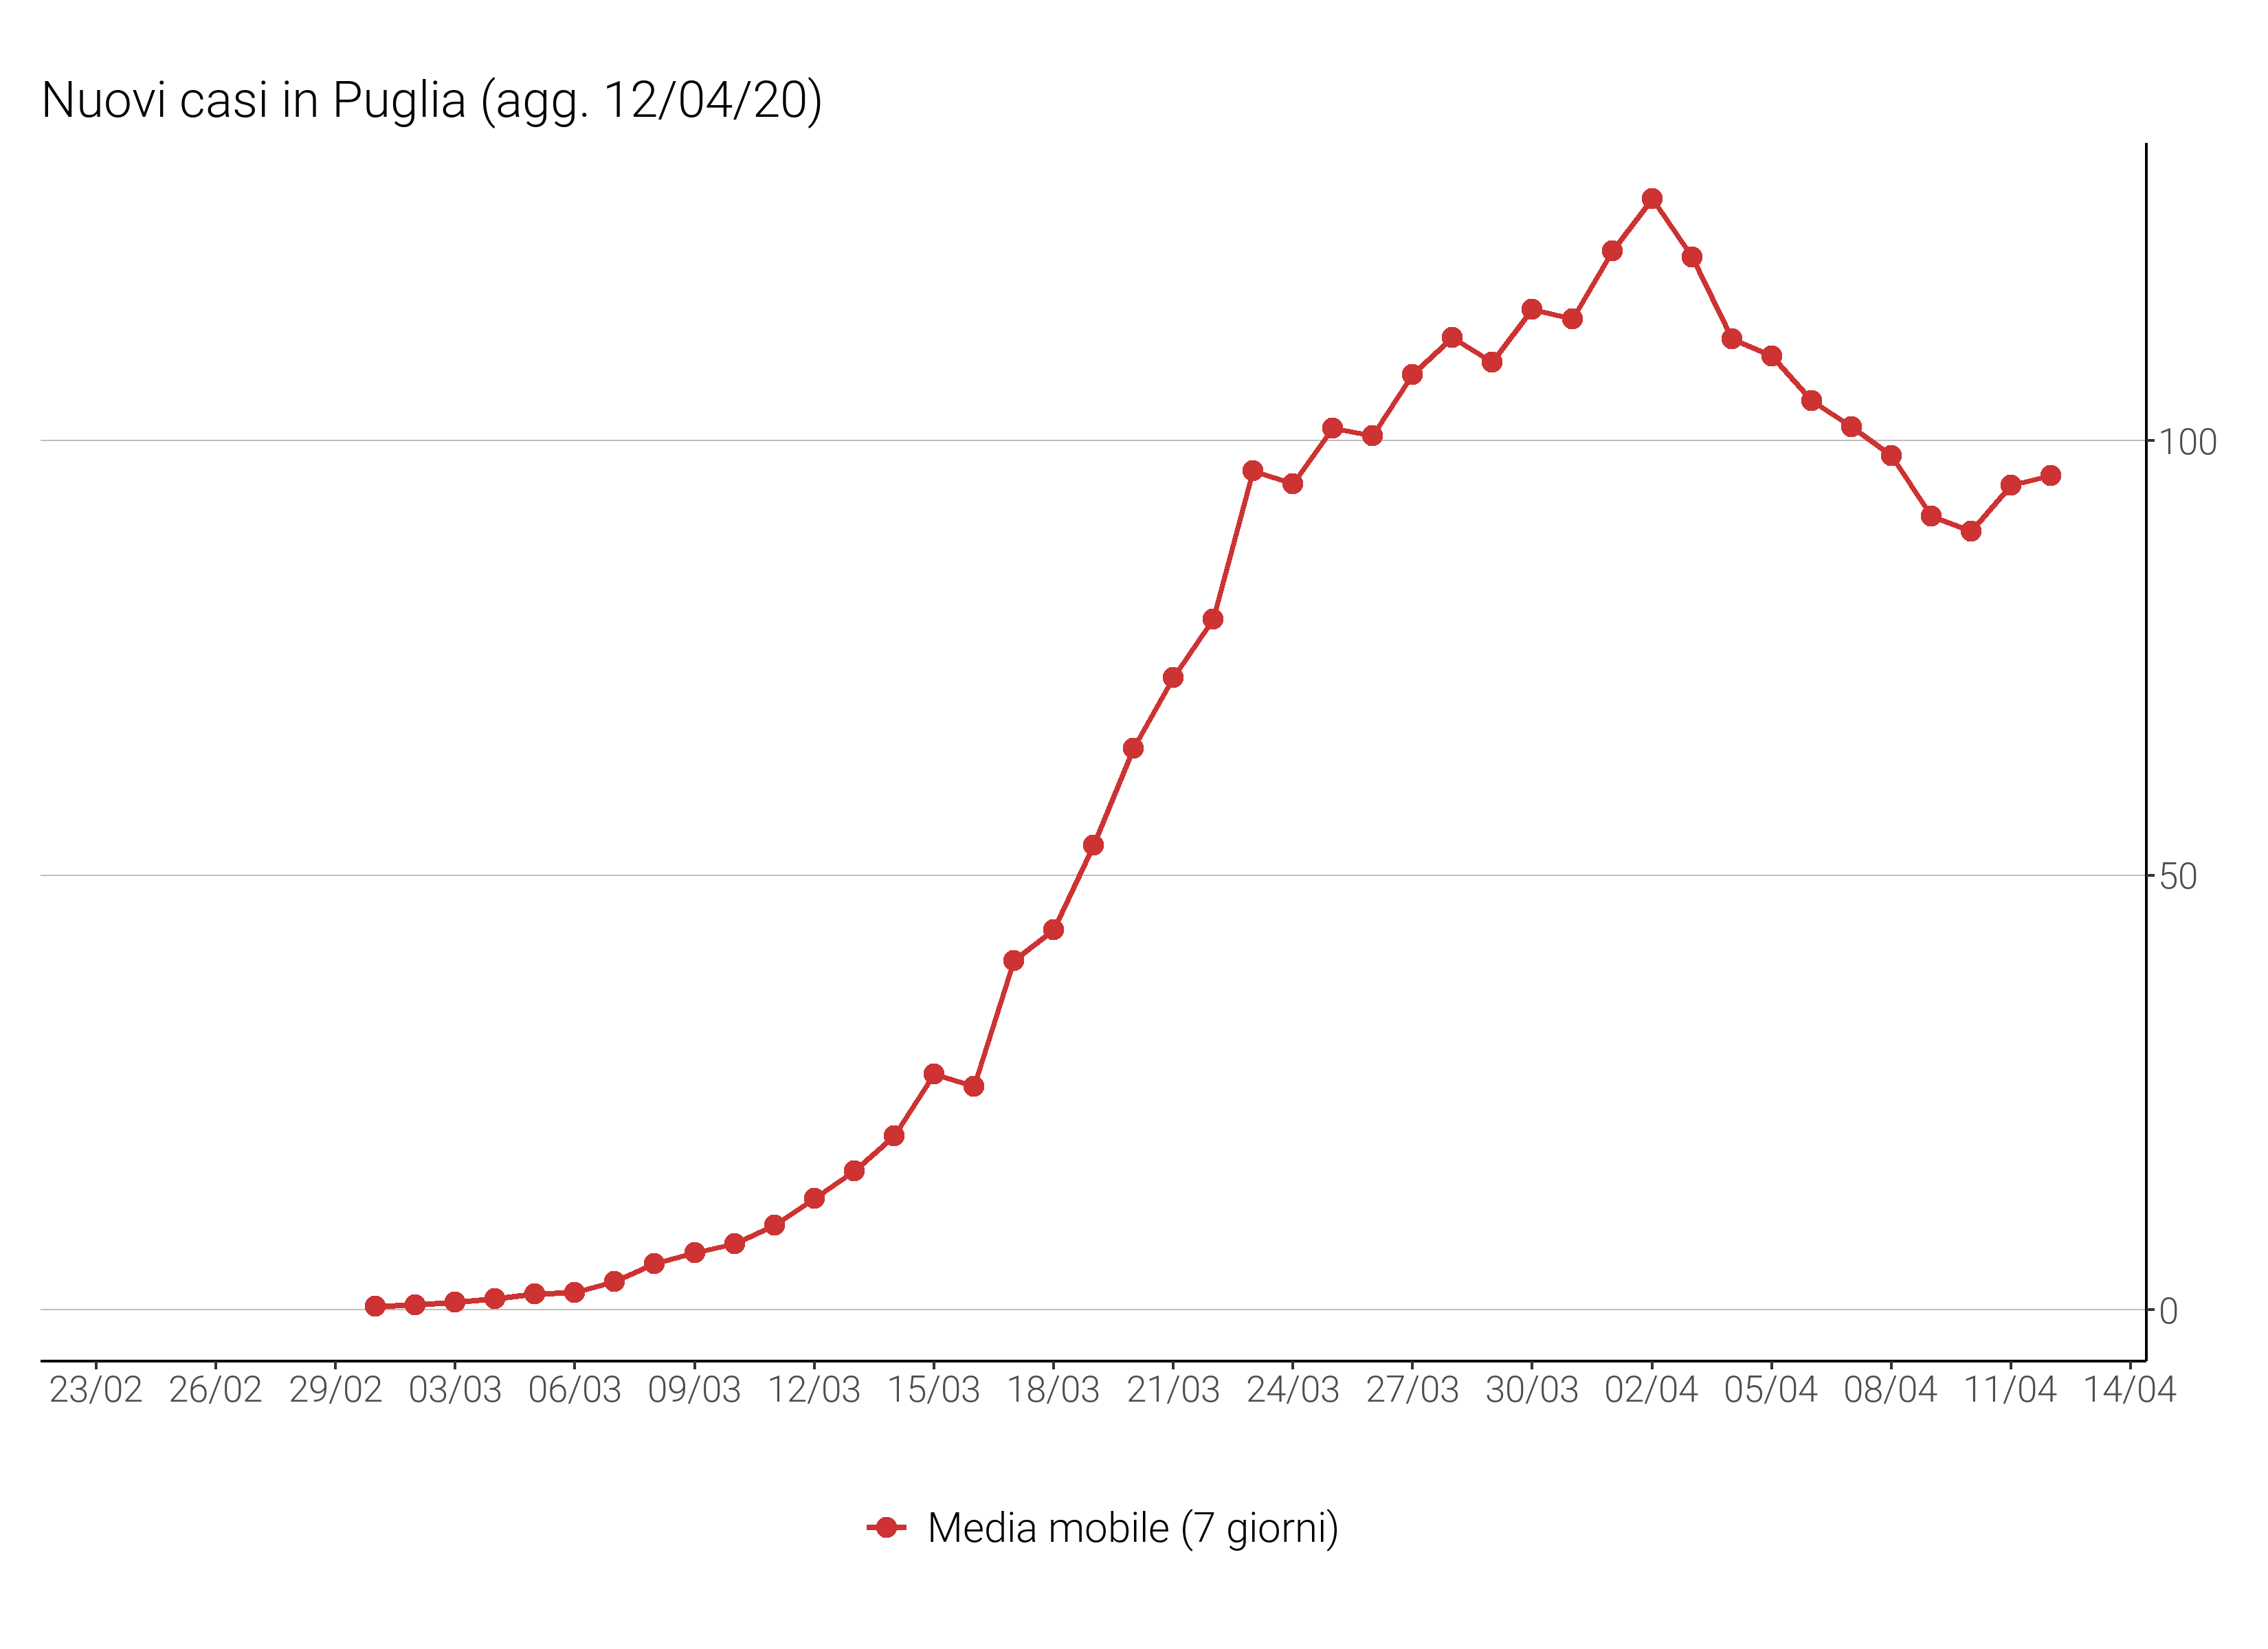 Nuovi casi in Puglia (agg. 12/04/20)
100
50
0
23/02 26/02 29/02 03/03 06/03 09/03 12/03 15/03 18/03 21/03 24/03 27/03 30/03 02/04 05/04 08/04 11/04 14/04
Media mobile (7 giorni)